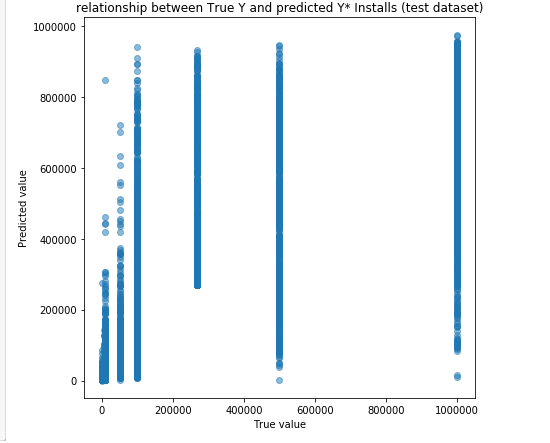 relationship between True Y and predicted Y* Installs (test dataset)
1000000
800000
600000
400000
200000
0
Predicted value
0 200000 400000 600000 800000 1000000
True value